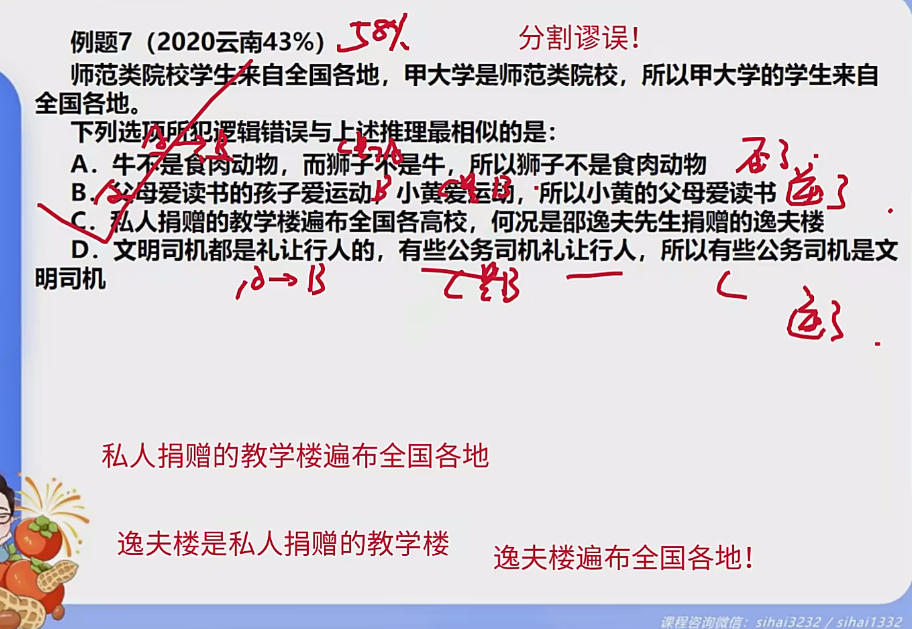 例题7（2020云南43%） 58%
分割谬误！
师范类院校学生来自全国各地，甲大学是师范类院校，所以甲大学的学生来自
全国各地。
下列选项所犯逻辑错误与上述推理最相似的是：
A．牛不是食肉动物，而狮子不是牛，所以狮子不是食肉动物 否了．
B．父母爱读书的孩子爱运动，小黄爱运动，所以小黄的父母爱读书
C．私人捐赠的教学楼遍布全国各高校，何况是邵逸夫先生捐赠的逸夫楼
D．文明司机都是礼让行人的，有些公务司机礼让行人，所以有些公务司机是文
明司机
A→B C是B C
私人捐赠的教学楼遍布全国各地
逸夫楼是私人捐赠的教学楼
逸夫楼遍布全国各地！
课程咨询微信：sihai3232 / sihai1332